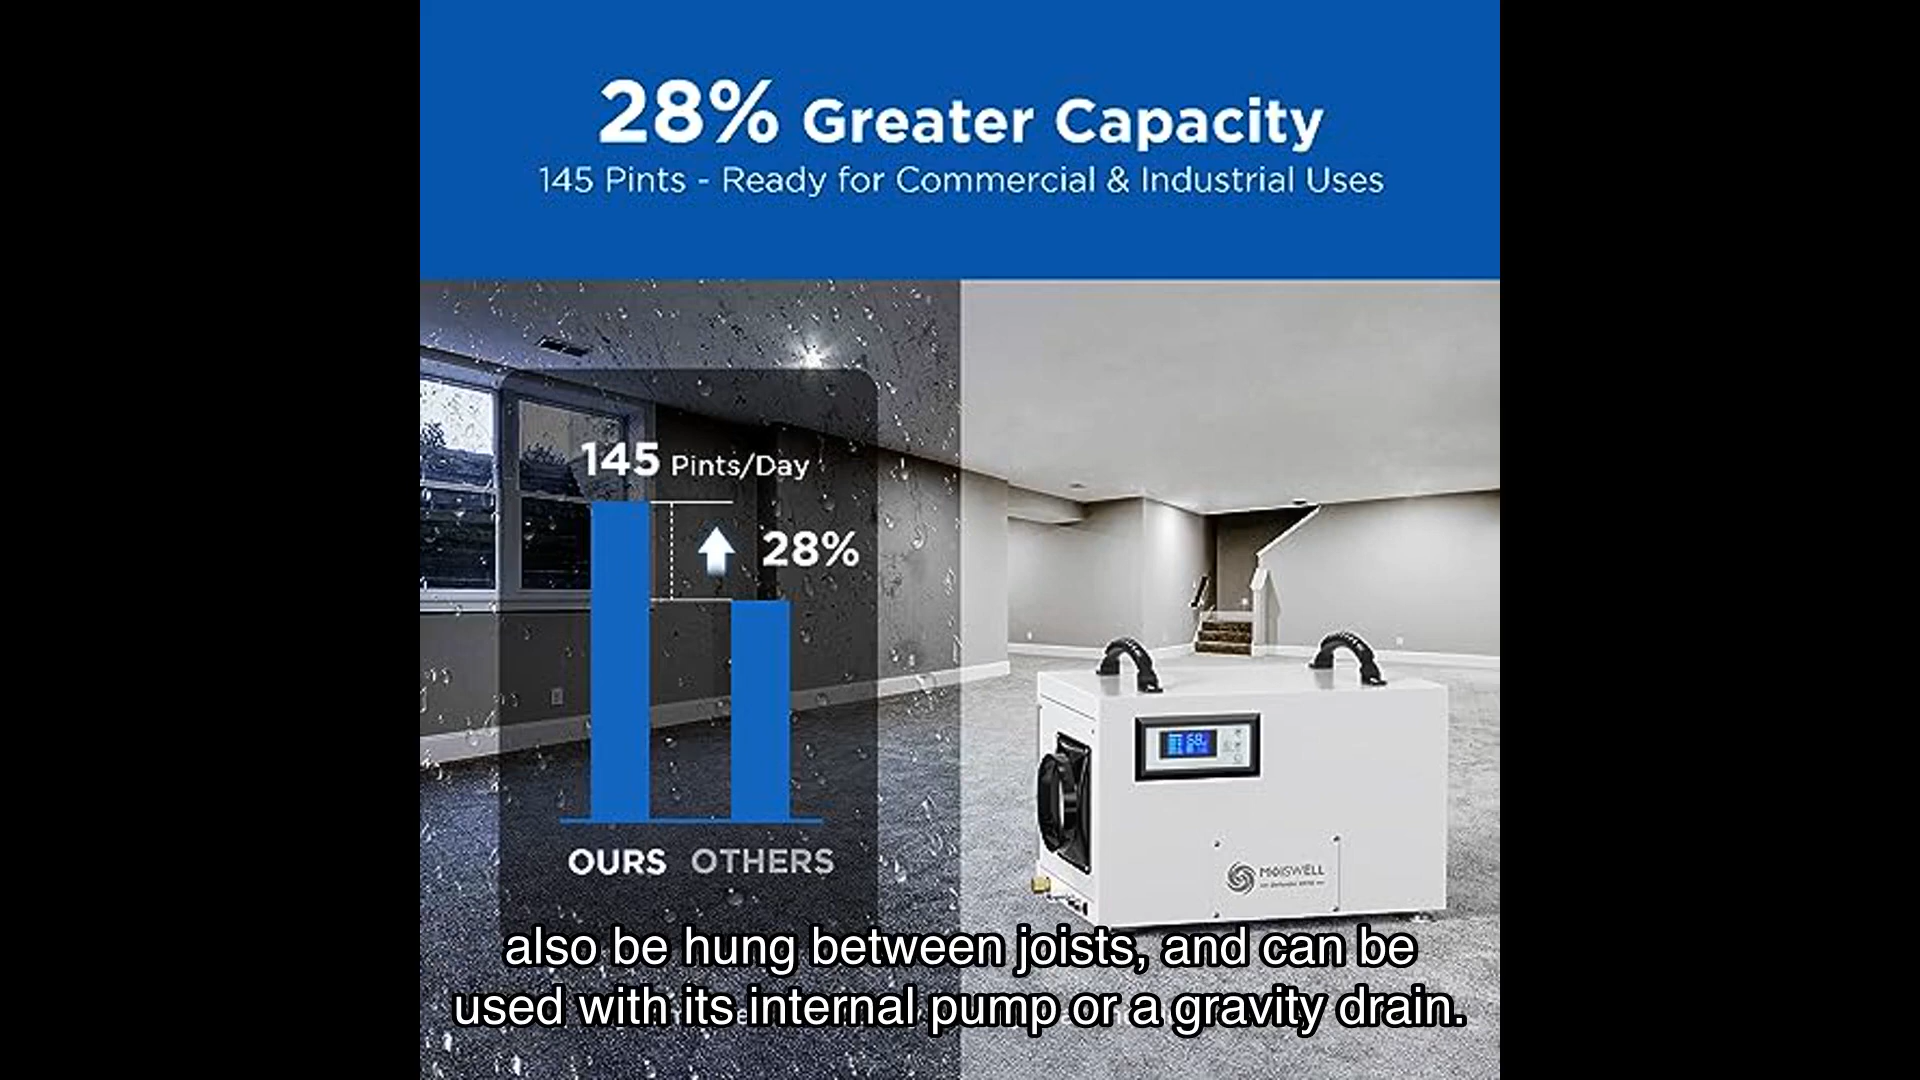 28% Greater Capacity
145 Pints - Ready for Commercial & Industrial Uses
145 Pints/Day
28%
OURS OTHERS
68
MOISWELL
also be hung between joists, and can be
used with its internal pump or a gravity drain.